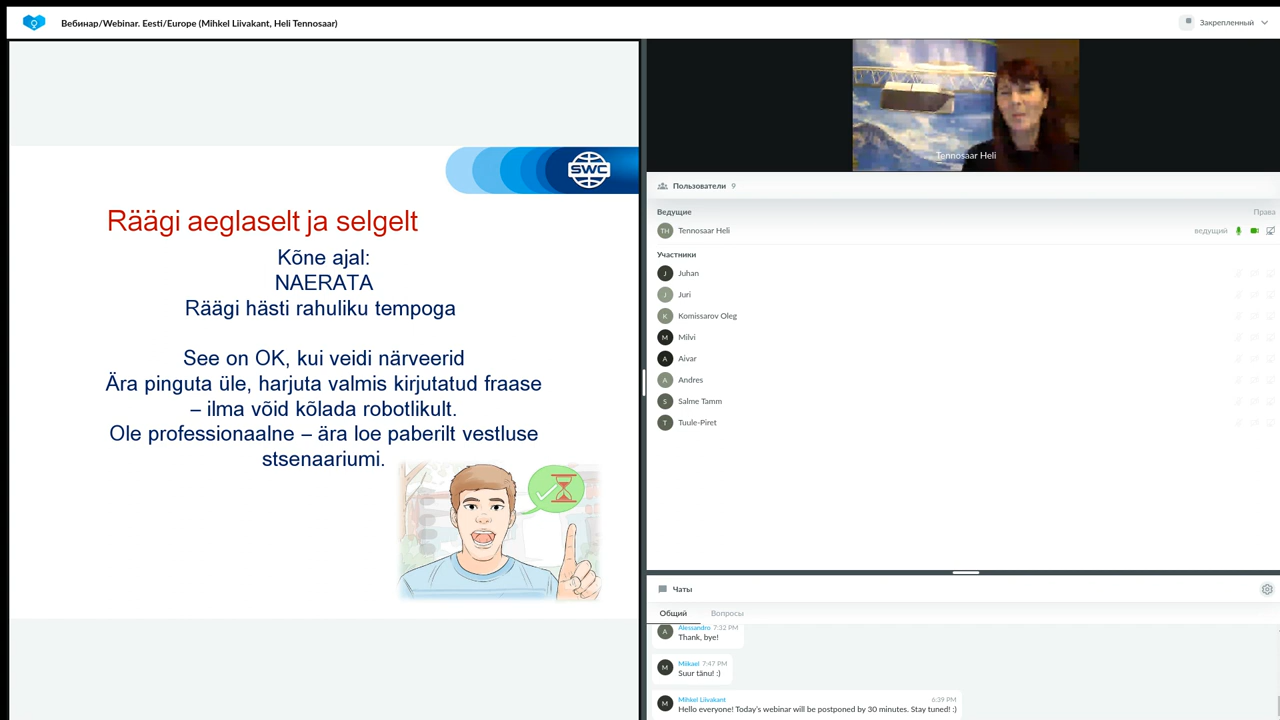 Вебинар/Webinar. Eesti/Europe (Mihkel Liivakant, Heli Tennosaar)
Закрепленный
SWC
Räägi aeglaselt ja selgelt
Kõne ajal:
NAERATA
Räägi hästi rahuliku tempoga
See on OK, kui veidi närveerid
Ära pinguta üle, harjuta valmis kirjutatud fraase
– ilma võid kõlada robotlikult.
Ole professionaalne – ära loe paberilt vestluse
stsenaariumi.
Tennosaar Heli
Пользователи 9
Ведущие Права
TH Tennosaar Heli ведущий
Участники
J Juhan
J Juri
K Komissarov Oleg
M Milvi
A Aivar
A Andres
S Salme Tamm
T Tuule-Piret
Чаты
Общий Вопросы
A Alessandro 7:32 PM
Thank, bye!
M Miikael 7:47 PM
Suur tänu! :)
M Mihkel Liivakant 6:39 PM
Hello everyone! Today's webinar will be postponed by 30 minutes. Stay tuned! :)